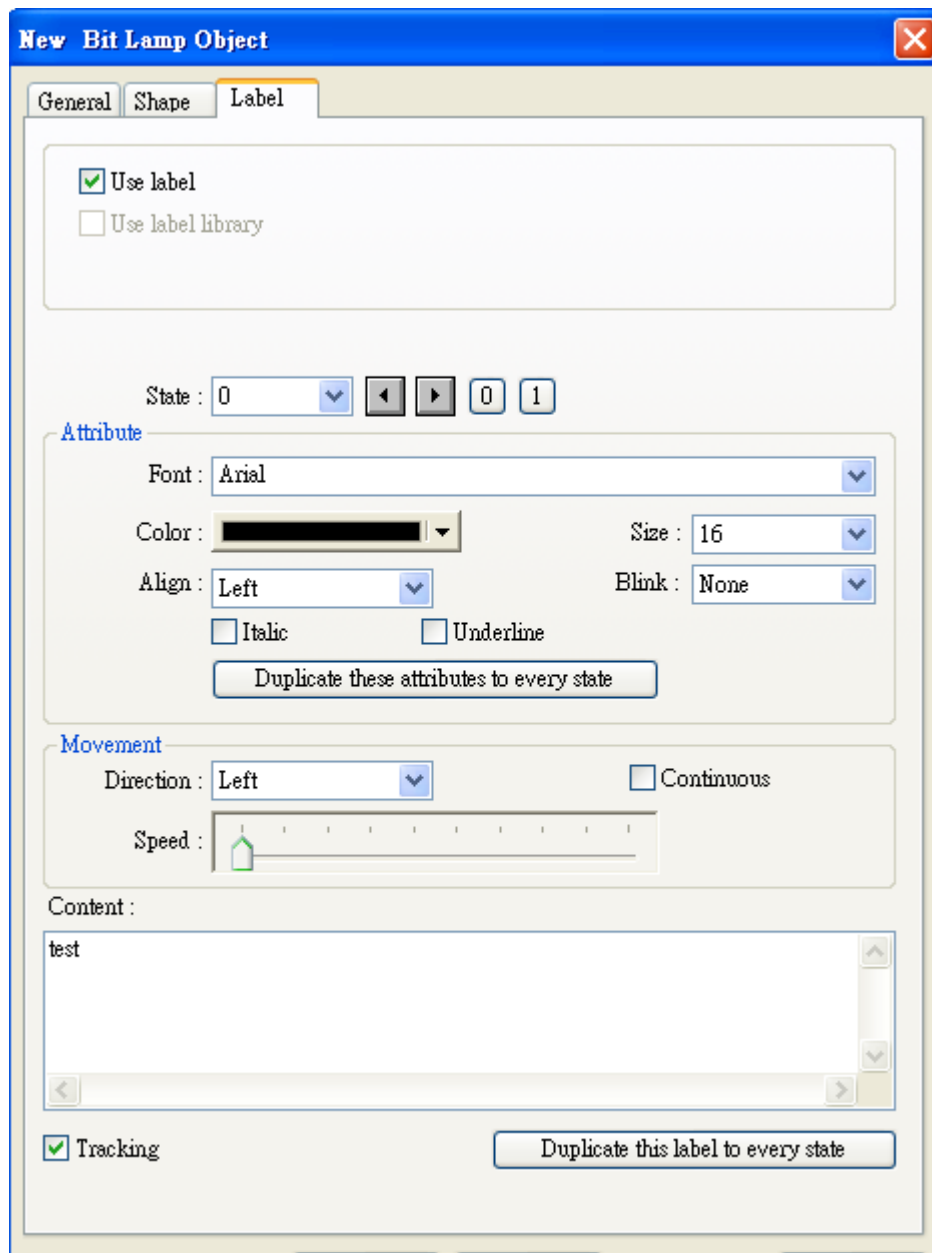 New Bit Lamp Object
General Shape Label
Use label
Use label library
State : 0 0 1
Attribute
Font : Arial
Color : Size : 16
Align : Left Blink : None
Italic Underline
Duplicate these attributes to every state
Movement
Direction : Left Continuous
Speed :
Content :
test
Tracking Duplicate this label to every state